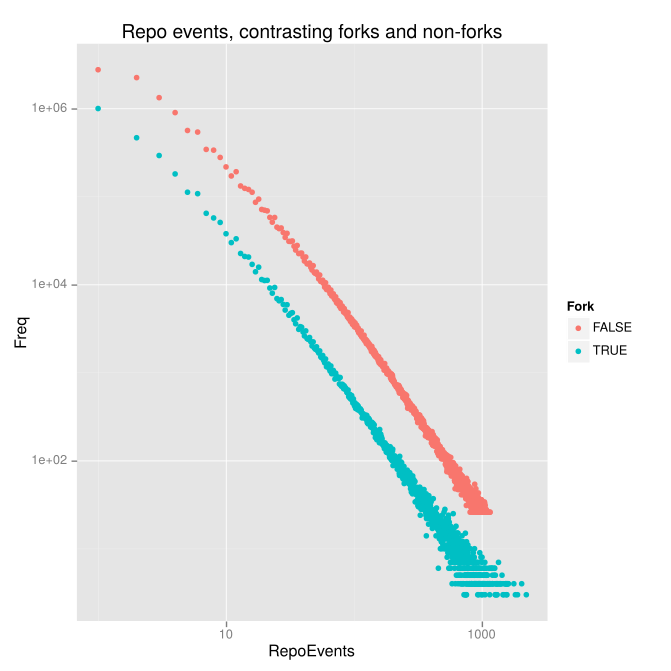 Repo events, contrasting forks and non-forks
1e+06
1e+04
1e+02
Freq
10
1000
RepoEvents
Fork
FALSE
TRUE